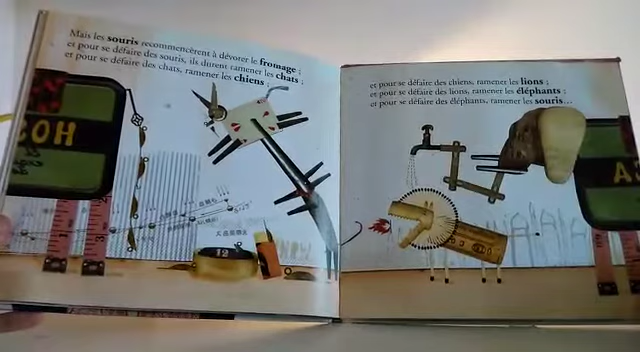 Mais les souris recommencèrent à dévorer le fromage ;
et pour se défaire des souris, ils durent ramener les chats ;
et pour se défaire des chats, ramener les chiens ;
et pour se défaire des chiens, ramener les lions ;
et pour se défaire des lions, ramener les éléphants ;
et pour se défaire des éléphants, ramener les souris...
HOS
12
A